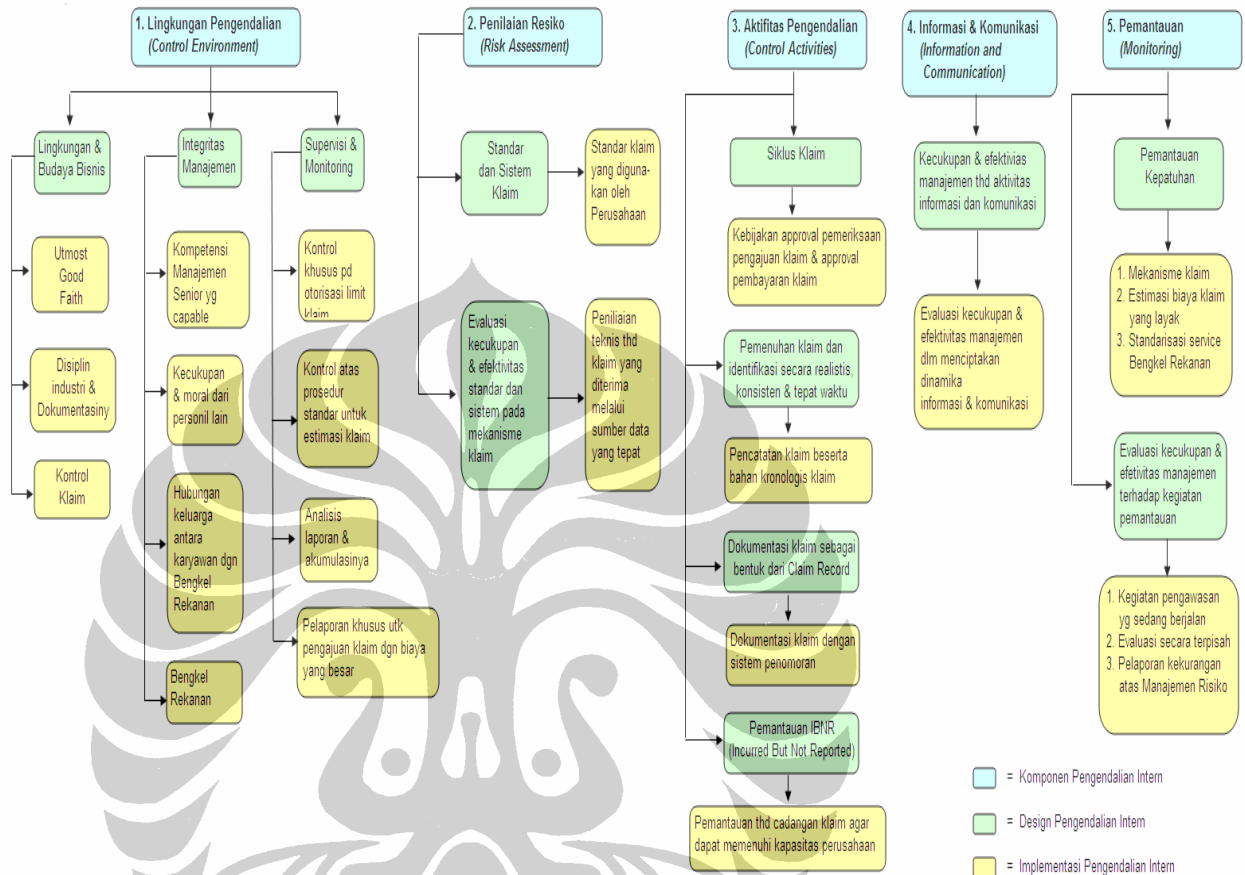 1. Lingkungan Pengendalian
(Control Environment)
Lingkungan &
Budaya Bisnis
Utmost
Good
Faith
Disiplin
industri &
Dokumentasiny
Kontrol
Klaim
Integritas
Manajemen
Kompetensi
Manajemen
Senior yg
capable
Kecukupan
& moral dari
personil lain
Hubungan
keluarga
antara
karyawan dgn
Bengkel
Rekanan
Bengkel
Rekanan
Supervisi &
Monitoring
Kontrol
khusus pd
otorisasi limit
klaim
Kontrol atas
prosedur
standar untuk
estimasi klaim
Analisis
laporan &
akumulasinya
Pelaporan khusus utk
pengajuan klaim dgn biaya
yang besar
2. Penilaian Resiko
(Risk Assessment)
Standar
dan Sistem
Klaim
Standar klaim
yang diguna-
kan oleh
Perusahaan
Evaluasi
kecukupan
& efektivitas
standar dan
sistem pada
mekanisme
klaim
Peniliaian
teknis thd
klaim yang
diterima
melalui
sumber data
yang tepat
3. Aktifitas Pengendalian
(Control Activities)
Siklus Klaim
Kebijakan approval pemeriksaan
pengajuan klaim & approval
pembayaran klaim
Pemenuhan klaim dan
identifikasi secara realistis,
konsisten & tepat waktu
Pencatatan klaim beserta
bahan kronologis klaim
Dokumentasi klaim sebagai
bentuk dari Claim Record
Dokumentasi klaim dengan
sistem penomoran
Pemantauan IBNR
(Incurred But Not Reported)
Pemantauan thd cadangan klaim agar
dapat memenuhi kapasitas perusahaan
4. Informasi & Komunikasi
(Information and
Communication)
Kecukupan & efektivias
manajemen thd aktivitas
informasi dan komunikasi
Evaluasi kecukupan &
efektivitas manajemen
dlm menciptakan
dinamika
informasi & komunikasi
5. Pemantauan
(Monitoring)
Pemantauan
Kepatuhan
1. Mekanisme klaim
2. Estimasi biaya klaim
yang layak
3. Standarisasi service
Bengkel Rekanan
Evaluasi kecukupan &
efetivitas manajemen
terhadap kegiatan
pemantauan
1. Kegiatan pengawasan
yg sedang berjalan
2. Evaluasi secara terpisah
3. Pelaporan kekurangan
atas Manajemen Risiko
= Komponen Pengendalian Intern
= Design Pengendalian Intern
= Implementasi Pengendalian Intern